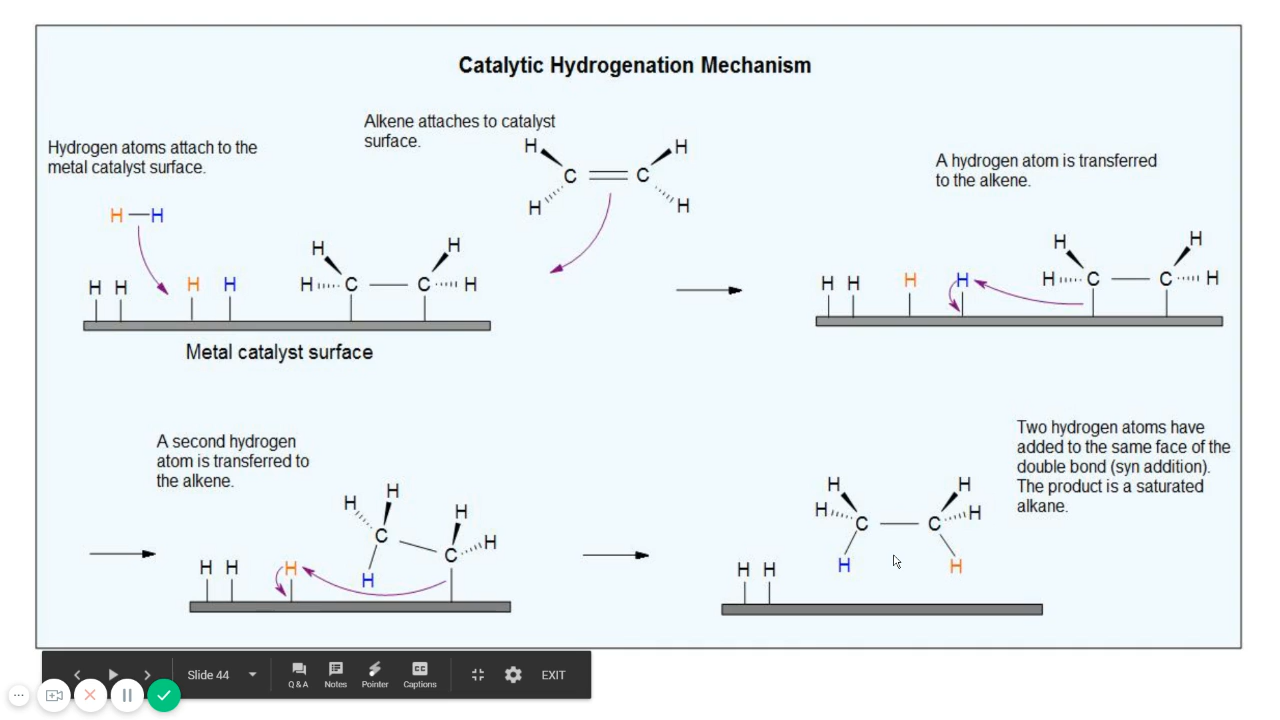 Catalytic Hydrogenation Mechanism
Hydrogen atoms attach to the
metal catalyst surface.
Alkene attaches to catalyst
surface.
H H
C C
H H
H H
H H
H H H H H C C H
Metal catalyst surface
A hydrogen atom is transferred
to the alkene.
H H
H H H H H C C H
A second hydrogen
atom is transferred to
the alkene.
H H
H
C H
C
H H H H
Two hydrogen atoms have
added to the same face of the
double bond (syn addition).
The product is a saturated
alkane.
H H
H C C H
H H H H
Slide 44
Q & A
Notes
Pointer
CC
Captions
EXIT